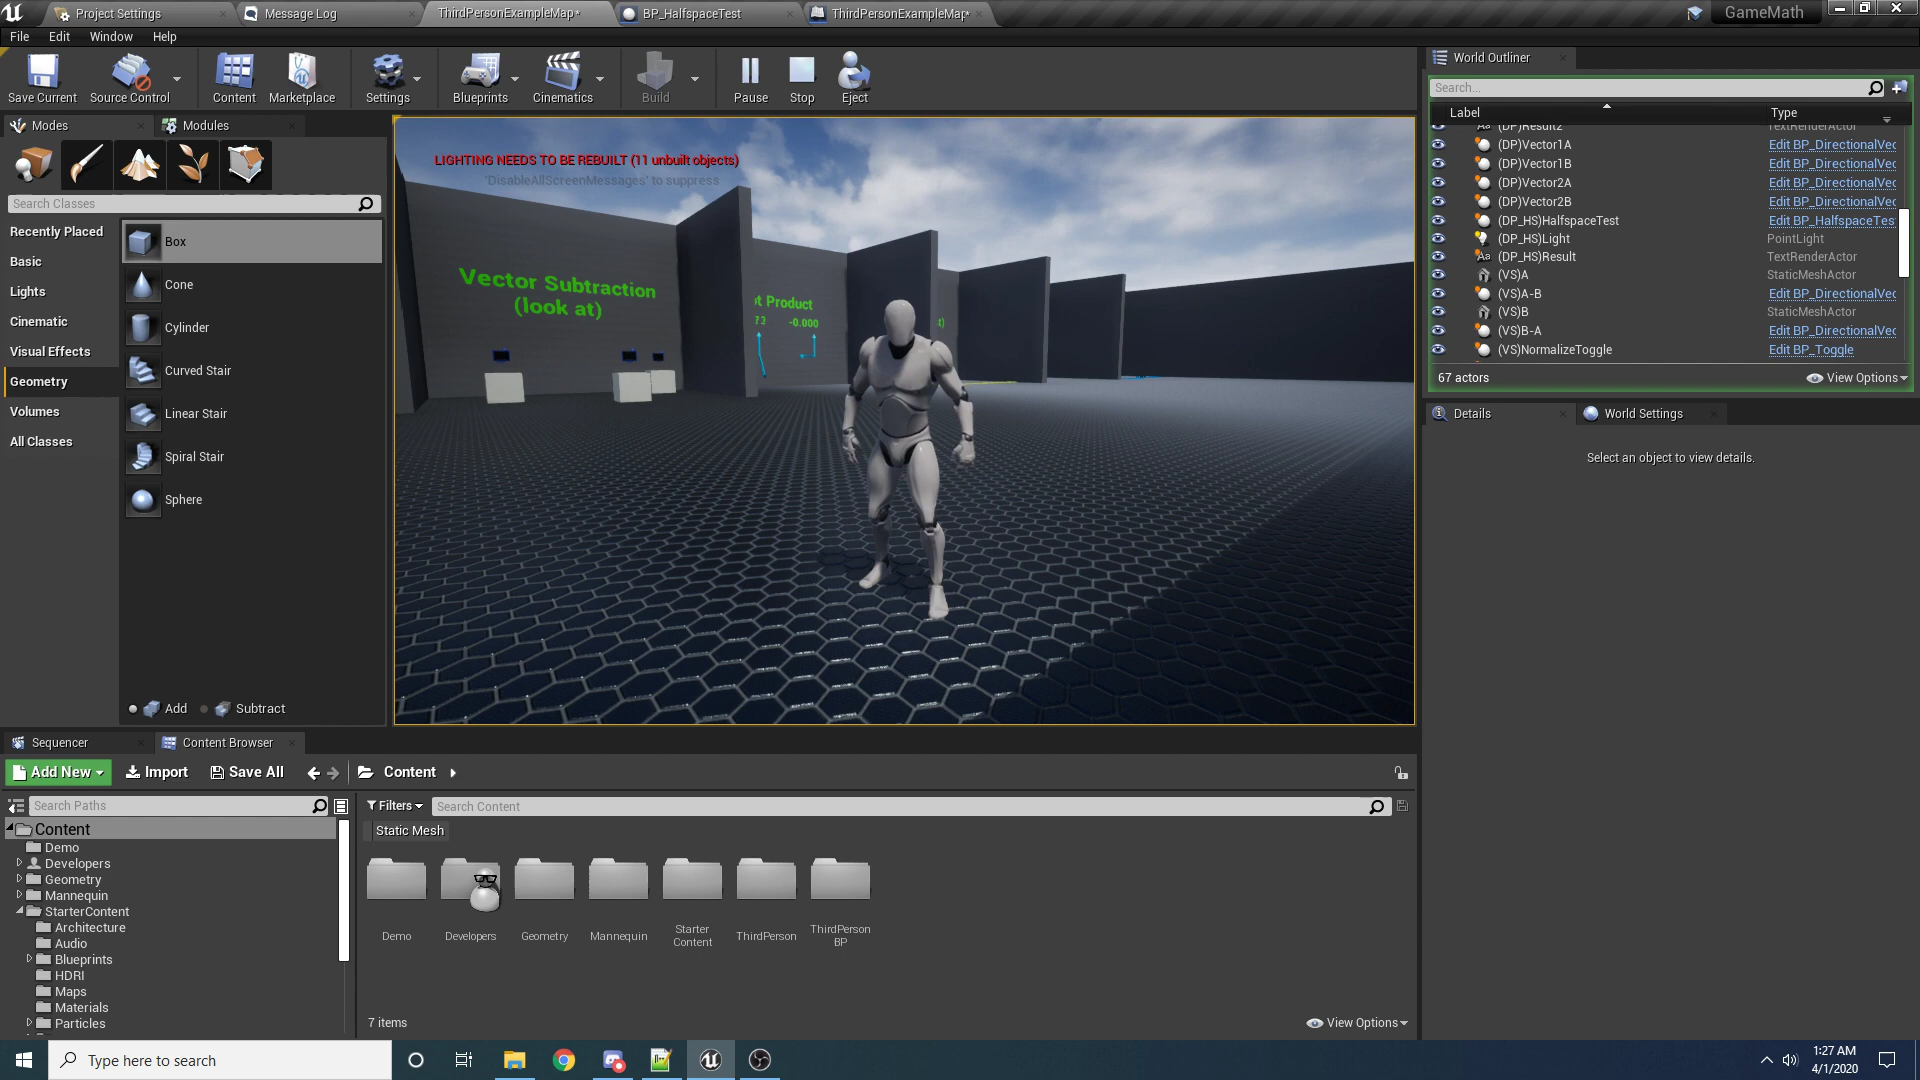 Project Settings
Message Log
ThirdPersonExampleMap*
BP_HalfspaceTest
ThirdPersonExampleMap*
GameMath
File Edit Window Help
Save Current
Source Control
Content
Marketplace
Settings
Blueprints
Cinematics
Build
Pause
Stop
Eject
Modes
Modules
Search Classes
Recently Placed
Basic
Lights
Cinematic
Visual Effects
Geometry
Volumes
All Classes
Box
Cone
Cylinder
Curved Stair
Linear Stair
Spiral Stair
Sphere
Add
Subtract
LIGHTING NEEDS TO BE REBUILT (11 unbuilt objects)
'DisableAllScreenMessages' to suppress
Vector Subtraction
(look at)
t Product
-0.000
World Outliner
Search...
Label Type
(DP)Result2 TextRenderActor
(DP)Vector1A Edit BP_DirectionalVec
(DP)Vector1B Edit BP_DirectionalVec
(DP)Vector2A Edit BP_DirectionalVec
(DP)Vector2B Edit BP_DirectionalVec
(DP_HS)HalfspaceTest Edit BP_HalfspaceTes
(DP_HS)Light PointLight
(DP_HS)Result TextRenderActor
(VS)A StaticMeshActor
(VS)A-B Edit BP_DirectionalVec
(VS)B StaticMeshActor
(VS)B-A Edit BP_DirectionalVec
(VS)NormalizeToggle Edit BP_Toggle
67 actors
View Options
Details
World Settings
Select an object to view details.
Sequencer
Content Browser
Add New
Import
Save All
Content
Search Paths
Filters
Search Content
Static Mesh
Content
Demo
Developers
Geometry
Mannequin
StarterContent
Architecture
Audio
Blueprints
HDRI
Maps
Materials
Particles
Demo
Developers
Geometry
Mannequin
Starter
Content
ThirdPerson
ThirdPerson
BP
7 items
View Options
Type here to search
1:27 AM
4/1/2020